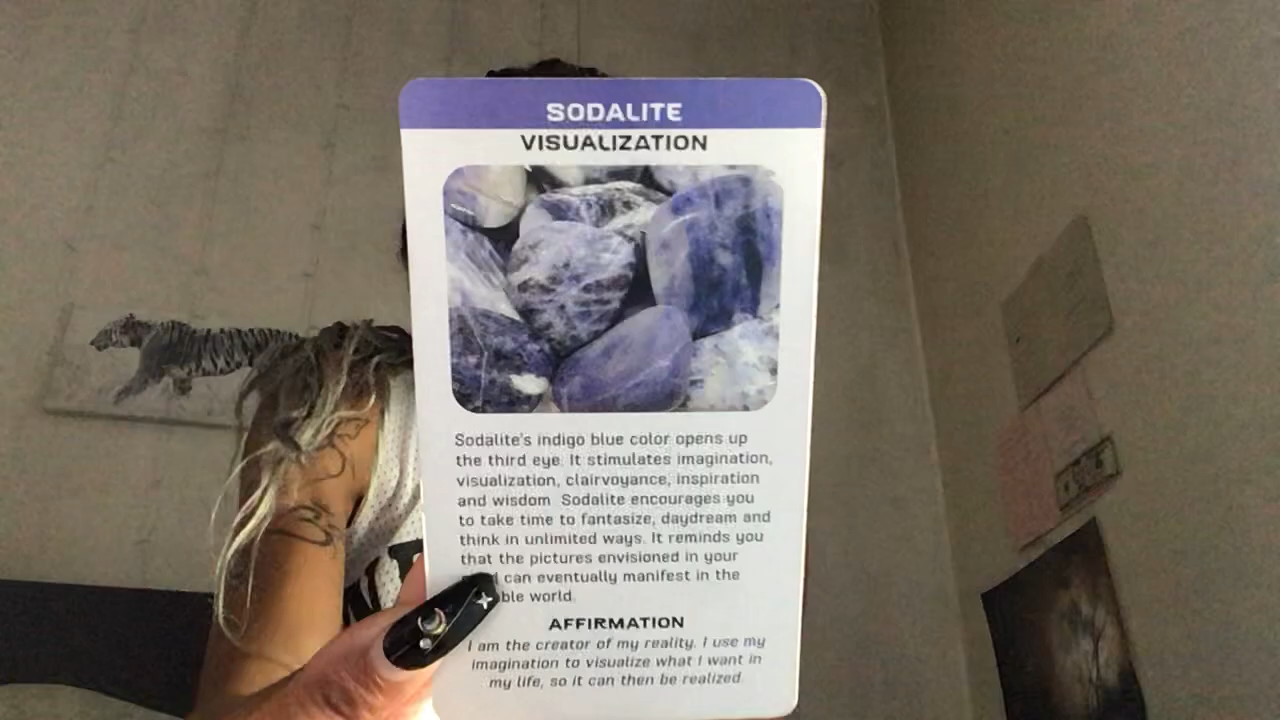 SODALITE
VISUALIZATION
Sodalite's indigo blue color opens up
the third eye. It stimulates imagination,
visualization, clairvoyance, inspiration
and wisdom. Sodalite encourages you
to take time to fantasize, daydream and
think in unlimited ways. It reminds you
that the pictures envisioned in your
can eventually manifest in the
ble world.
AFFIRMATION
I am the creator of my reality. I use my
imagination to visualize what I want in
my life, so it can then be realized.